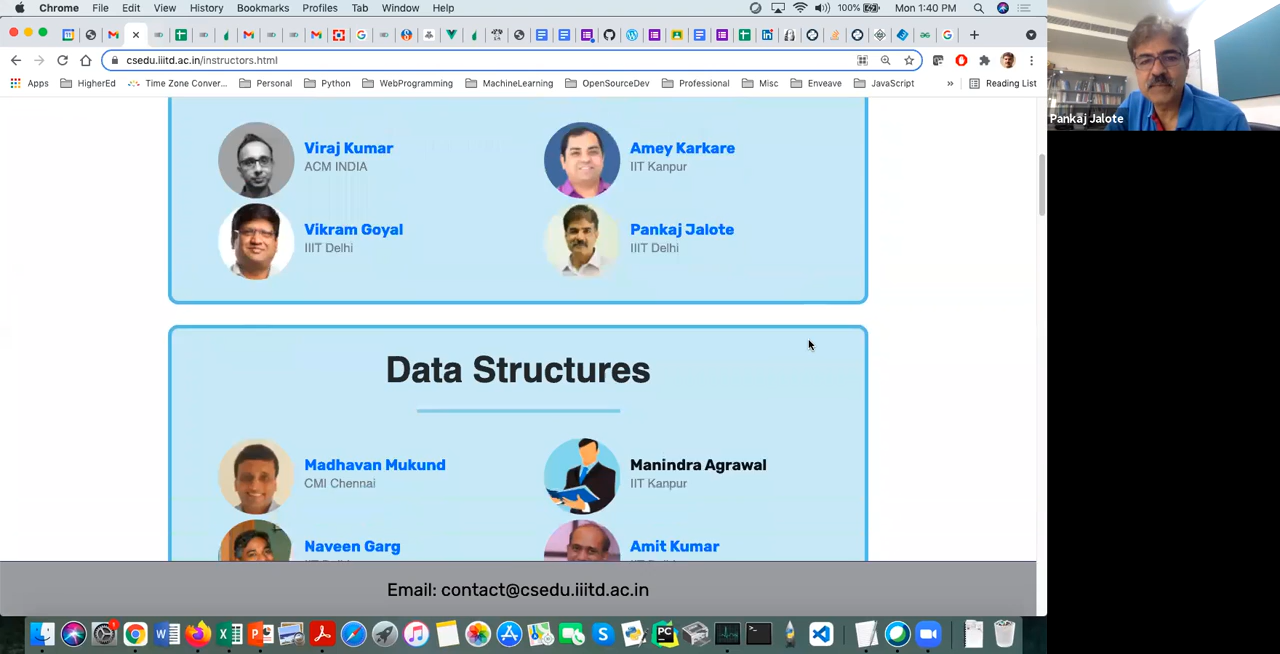 Chrome File Edit View History Bookmarks Profiles Tab Window Help 100% Mon 1:40 PM
csedu.iiitd.ac.in/instructors.html
Apps HigherEd Time Zone Conver... Personal Python WebProgramming MachineLearning OpenSourceDev Professional Misc Enveave JavaScript » Reading List
Pankaj Jalote
Viraj Kumar
ACM INDIA
Amey Karkare
IIT Kanpur
Vikram Goyal
IIIT Delhi
Pankaj Jalote
IIIT Delhi
Data Structures
Madhavan Mukund
CMI Chennai
Manindra Agrawal
IIT Kanpur
Naveen Garg
Amit Kumar
Email: contact@csedu.iiitd.ac.in